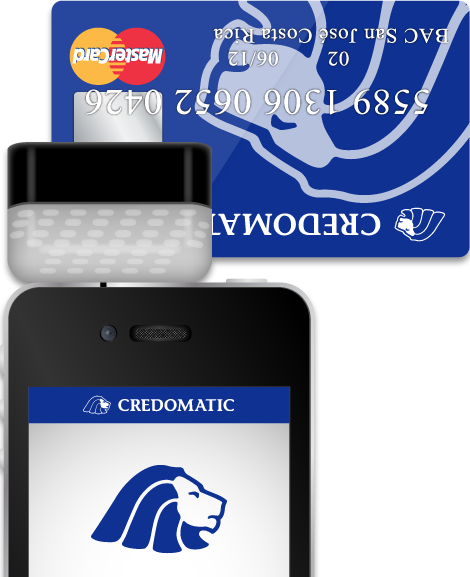 CREDOMAT
5589 1306 0652 0426
02 06/12
BAC San José Costa Rica
MasterCard
CREDOMATIC